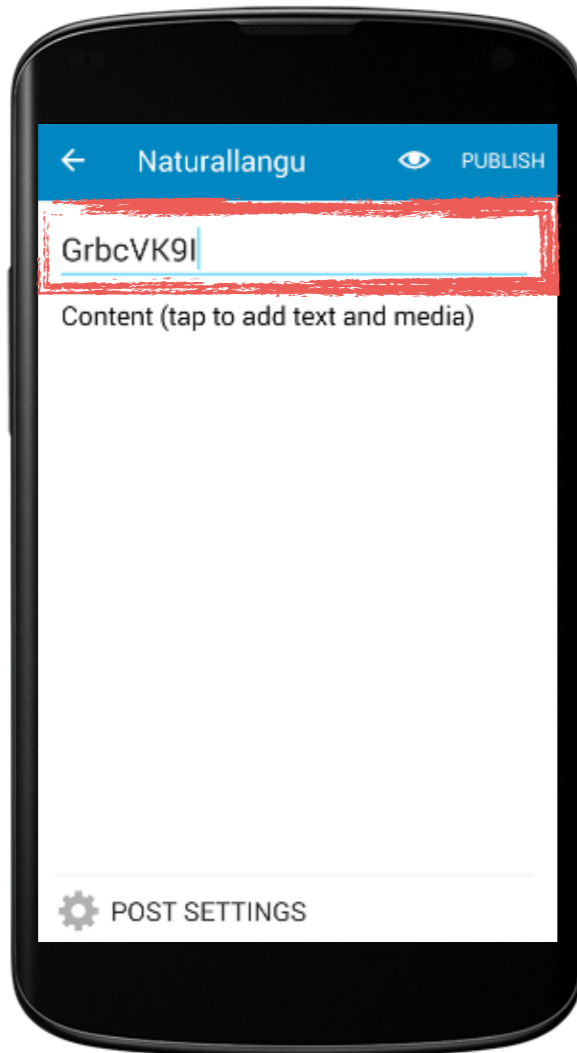 Naturallangu PUBLISH
GrbcVK9I
Content (tap to add text and media)
POST SETTINGS